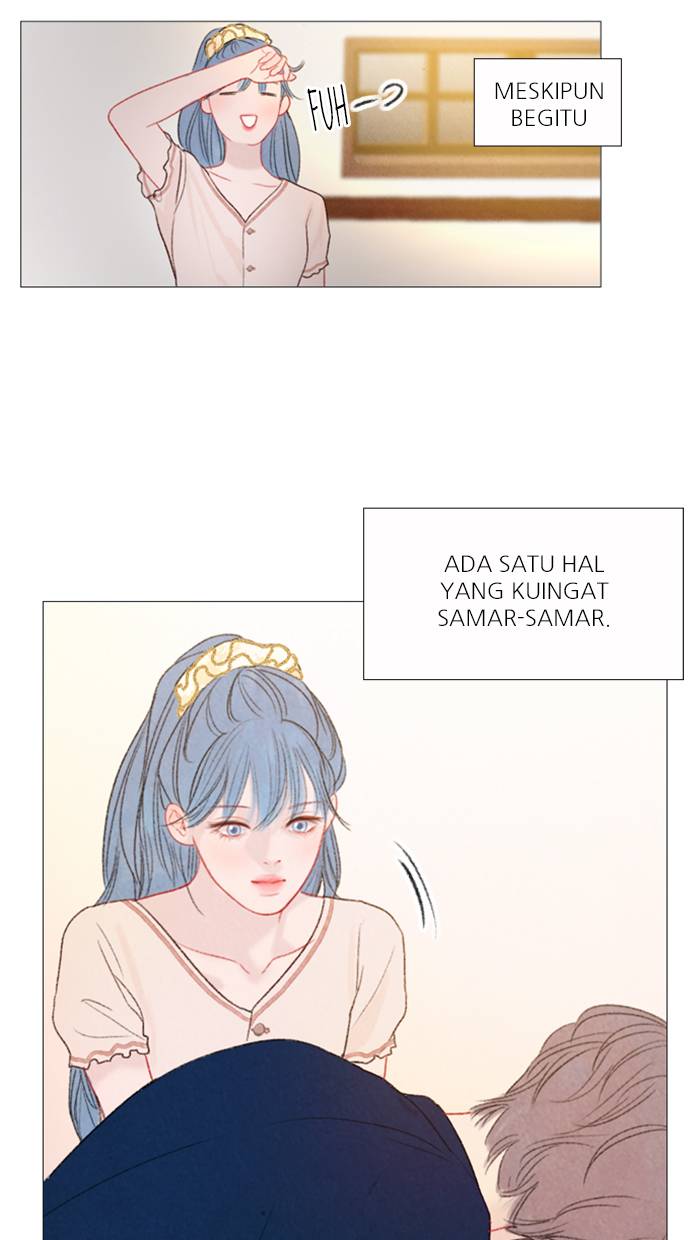 FUH
MESKIPUN
BEGITU
ADA SATU HAL
YANG KUINGAT
SAMAR-SAMAR.